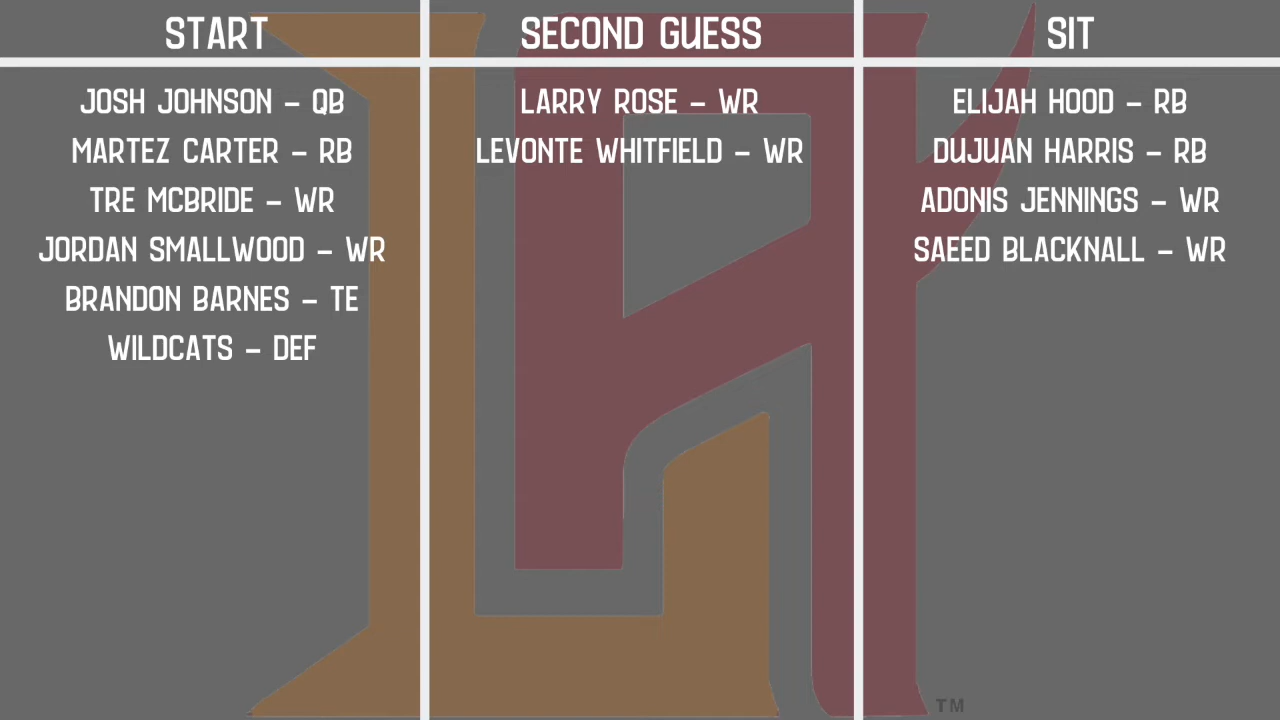 START
JOSH JOHNSON – QB
MARTEZ CARTER – RB
TRE MCBRIDE – WR
JORDAN SMALLWOOD – WR
BRANDON BARNES – TE
WILDCATS – DEF
SECOND GUESS
LARRY ROSE – WR
LEVONTE WHITFIELD – WR
SIT
ELIJAH HOOD – RB
DUJUAN HARRIS – RB
ADONIS JENNINGS – WR
SAEED BLACKNALL – WR
LA
TM